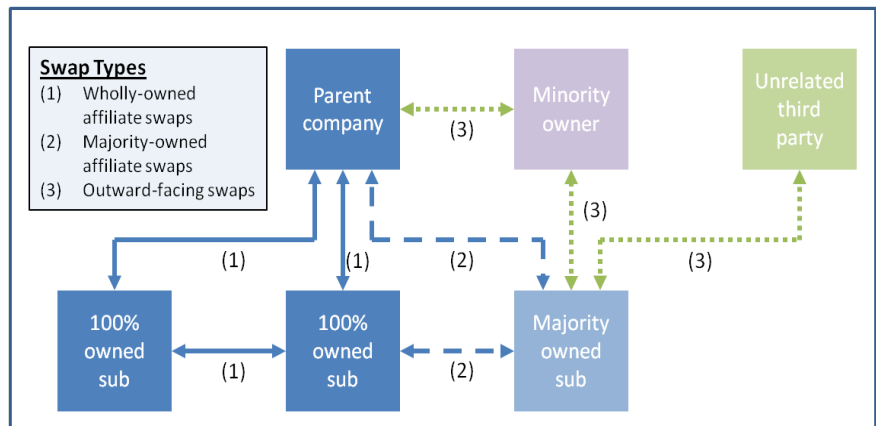 Swap Types
(1) Wholly-owned
affiliate swaps
(2) Majority-owned
affiliate swaps
(3) Outward-facing swaps
Parent
company
(3)
Minority
owner
Unrelated
third
party
(1)
(1)
(2)
(3)
(3)
100%
owned
sub
(1)
100%
owned
sub
(2)
Majority
owned
sub